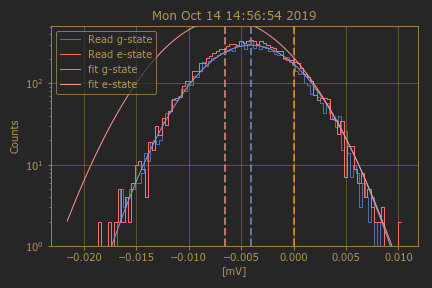 Mon Oct 14 14:56:54 2019
Read g-state
Read e-state
fit g-state
fit e-state
Counts
10²
10¹
10⁰
−0.020 −0.015 −0.010 −0.005 0.000 0.005 0.010
[mV]